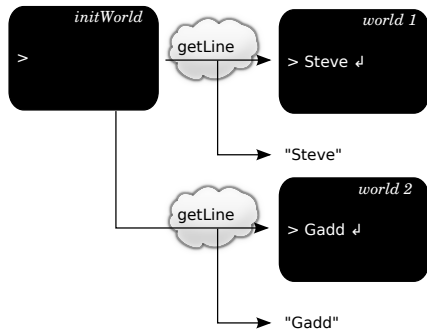 initWorld
>
getLine
world 1
> Steve ↲
"Steve"
getLine
world 2
> Gadd ↲
"Gadd"